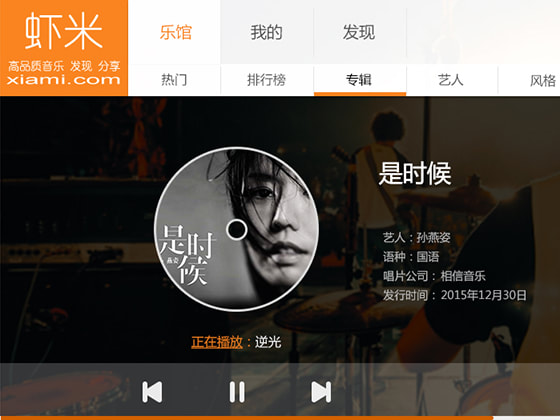 虾米
高品质音乐 发现 分享
xiami.com
乐馆 我的 发现
热门 排行榜 专辑 艺人 风格
是时候
艺人：孙燕姿
语种：国语
唱片公司：相信音乐
发行时间：2015年12月30日
是时候
燕姿
正在播放：逆光